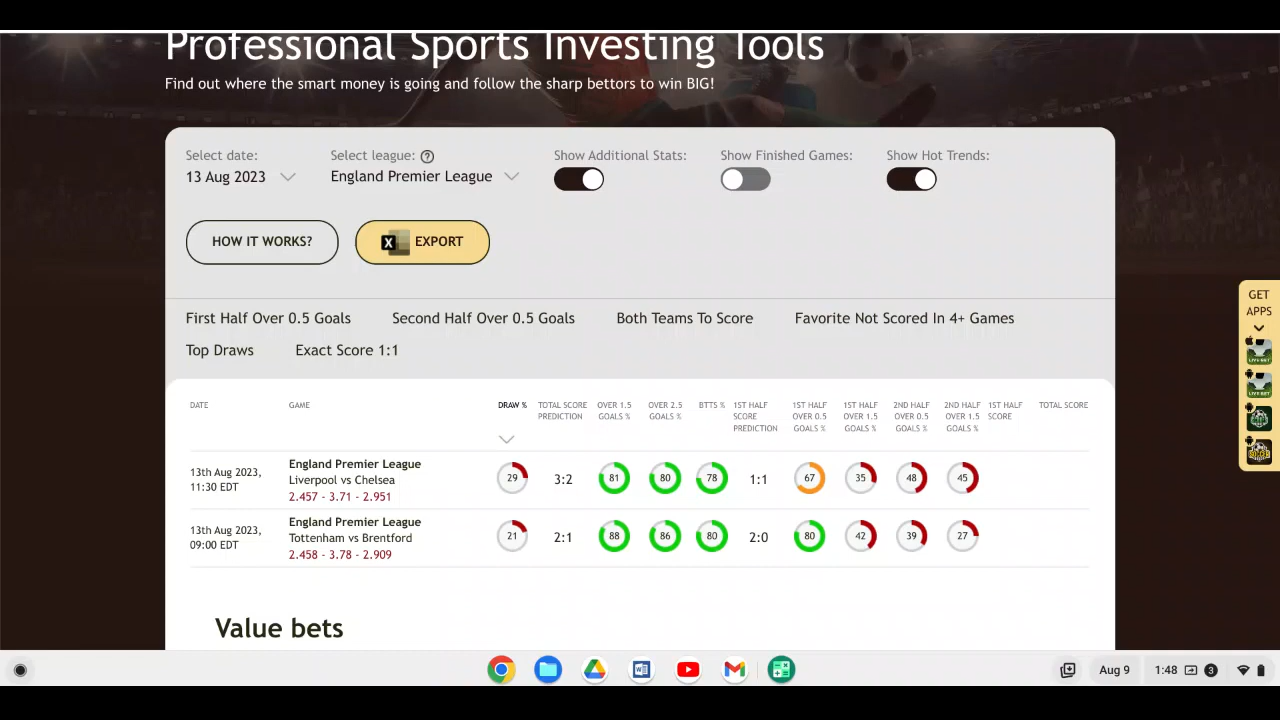 Professional Sports Investing Tools
Find out where the smart money is going and follow the sharp bettors to win BIG!
Select date:
13 Aug 2023
Select league: ?
England Premier League
Show Additional Stats:
Show Finished Games:
Show Hot Trends:
HOW IT WORKS?
X EXPORT
First Half Over 0.5 Goals
Second Half Over 0.5 Goals
Both Teams To Score
Favorite Not Scored In 4+ Games
Top Draws
Exact Score 1:1
GET
APPS
DATE
GAME
DRAW %
TOTAL SCORE
PREDICTION
OVER 1.5
GOALS %
OVER 2.5
GOALS %
BTTS %
1ST HALF
SCORE
PREDICTION
1ST HALF
OVER 0.5
GOALS %
1ST HALF
OVER 1.5
GOALS %
2ND HALF
OVER 0.5
GOALS %
2ND HALF
OVER 1.5
GOALS %
1ST HALF
SCORE
TOTAL SCORE
13th Aug 2023,
11:30 EDT
England Premier League
Liverpool vs Chelsea
2.457 - 3.71 - 2.951
29
3:2
81
80
78
1:1
67
35
48
45
13th Aug 2023,
09:00 EDT
England Premier League
Tottenham vs Brentford
2.458 - 3.78 - 2.909
21
2:1
88
86
80
2:0
80
42
39
27
Value bets
Aug 9
1:48
3